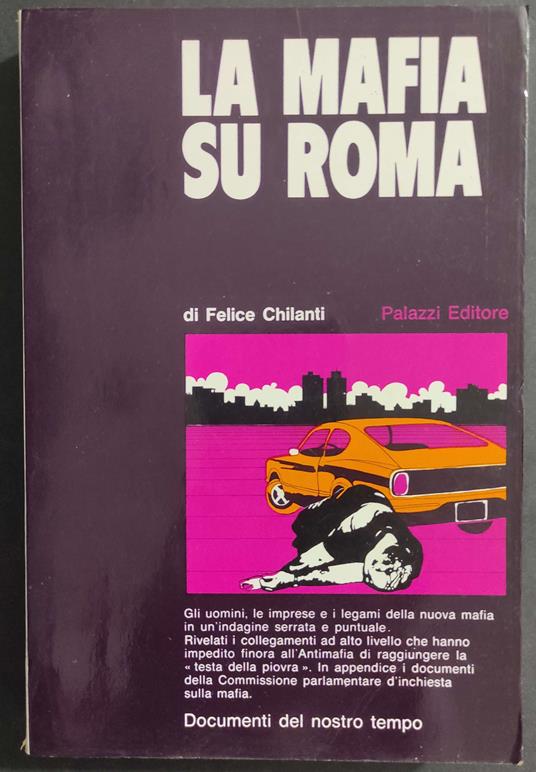 LA MAFIA
SU ROMA
di Felice Chilanti Palazzi Editore
Gli uomini, le imprese e i legami della nuova mafia
in un'indagine serrata e puntuale.
Rivelati i collegamenti ad alto livello che hanno
impedito finora all'Antimafia di raggiungere la
« testa della piovra ». In appendice i documenti
della Commissione parlamentare d'inchiesta
sulla mafia.
Documenti del nostro tempo